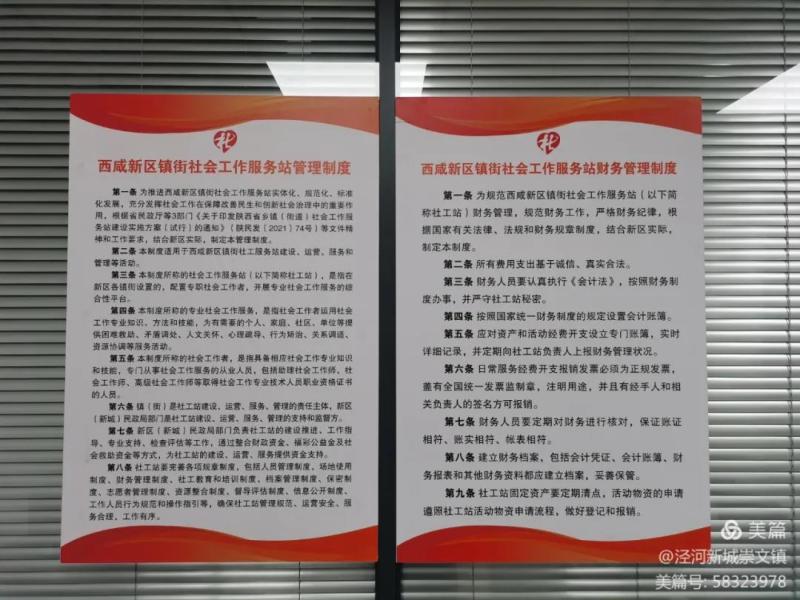 社
西咸新区镇街社会工作服务站管理制度
第一条 为推进西咸新区镇街社会工作服务站实体化、规范化、标准
化发展，充分发挥社会工作在保障改善民生和创新社会治理中的重要
作用，根据省民政厅等3部门《关于印发陕西省乡镇（街道）社会工作服务
站建设实施方案（试行）的通知》（陕民发〔2021〕74号）等文件精
神和工作要求，结合新区实际，制定本管理制度。
第二条 本制度适用于西咸新区镇街社工服务站建设、运营、服务和
管理等活动。
第三条 本制度所称的社会工作服务站（以下简称社工站），是指在
新区各镇街设置的，配置专职社会工作者，开展专业社会工作服务的综
合性平台。
第四条 本制度所称的专业社会工作服务，是指社会工作者运用社会
工作专业知识、方法和技能，为有需要的个人、家庭、社区、单位等提
供困难救助、矛盾调处、人文关怀、心理疏导、行为矫治、关系调适、
资源协调等服务活动。
第五条 本制度所称的社会工作者，是指具备相应社会工作专业知识
和技能，专门从事社会工作服务的从业人员，包括助理社会工作师、社
会工作师、高级社会工作师等取得社会工作专业技术人员职业资格证书
的人员。
第六条 镇（街）是社工站建设、运营、服务、管理的责任主体，新区
（新城）民政局部门是社工站建设、运营、服务、管理的支持和监督方。
第七条 新区（新城）民政局部门负责社工站的建设推进、工作指
导、专业支持、检查评估等工作，通过整合财政资金、福彩公益金及社
会救助资金等方式，为社工站的建设、运营、服务提供资金支持。
第八条 社工站要完善各项规章制度，包括人员管理制度、场地使用
制度、财务管理制度、社工教育和培训制度、档案管理制度、保密制
度、志愿者管理制度、资源整合制度、督导评估制度、信息公开制度、
工作人员行为规范和操作指引等，确保社工站管理规范、运营安全、服
务合理、工作有序。
社
西咸新区镇街社会工作服务站财务管理制度
第一条 为规范西咸新区镇街社会工作服务站（以下简
称社工站）财务管理，规范财务工作，严格财务纪律，根
据国家有关法律、法规和财务规章制度，结合新区实际，
制定本制度。
第二条 所有费用支出基于诚信、真实合法。
第三条 财务人员要认真执行《会计法》，按照财务制
度办事，并严守社工站秘密。
第四条 按照国家统一财务制度的规定设置会计账簿。
第五条 应对资产和活动经费开支设立专门账簿，实时
详细记录，并定期向社工站负责人上报财务管理状况。
第六条 日常服务经费开支报销发票必须为正规发票，
盖有全国统一发票监制章，注明用途，并且有经手人和相
关负责人的签名方可报销。
第七条 财务人员要定期对财务进行核对，保证账证
相符、账实相符、帐表相符。
第八条 建立财务档案，包括会计凭证、会计账簿、财
务报表和其他财务资料都应建立档案，妥善保管。
第九条 社工站固定资产要定期清点，活动物资的申请
遵照社工站活动物资申请流程，做好登记和报销。
美篇
@泾河新城崇文镇
美篇号: 58323978